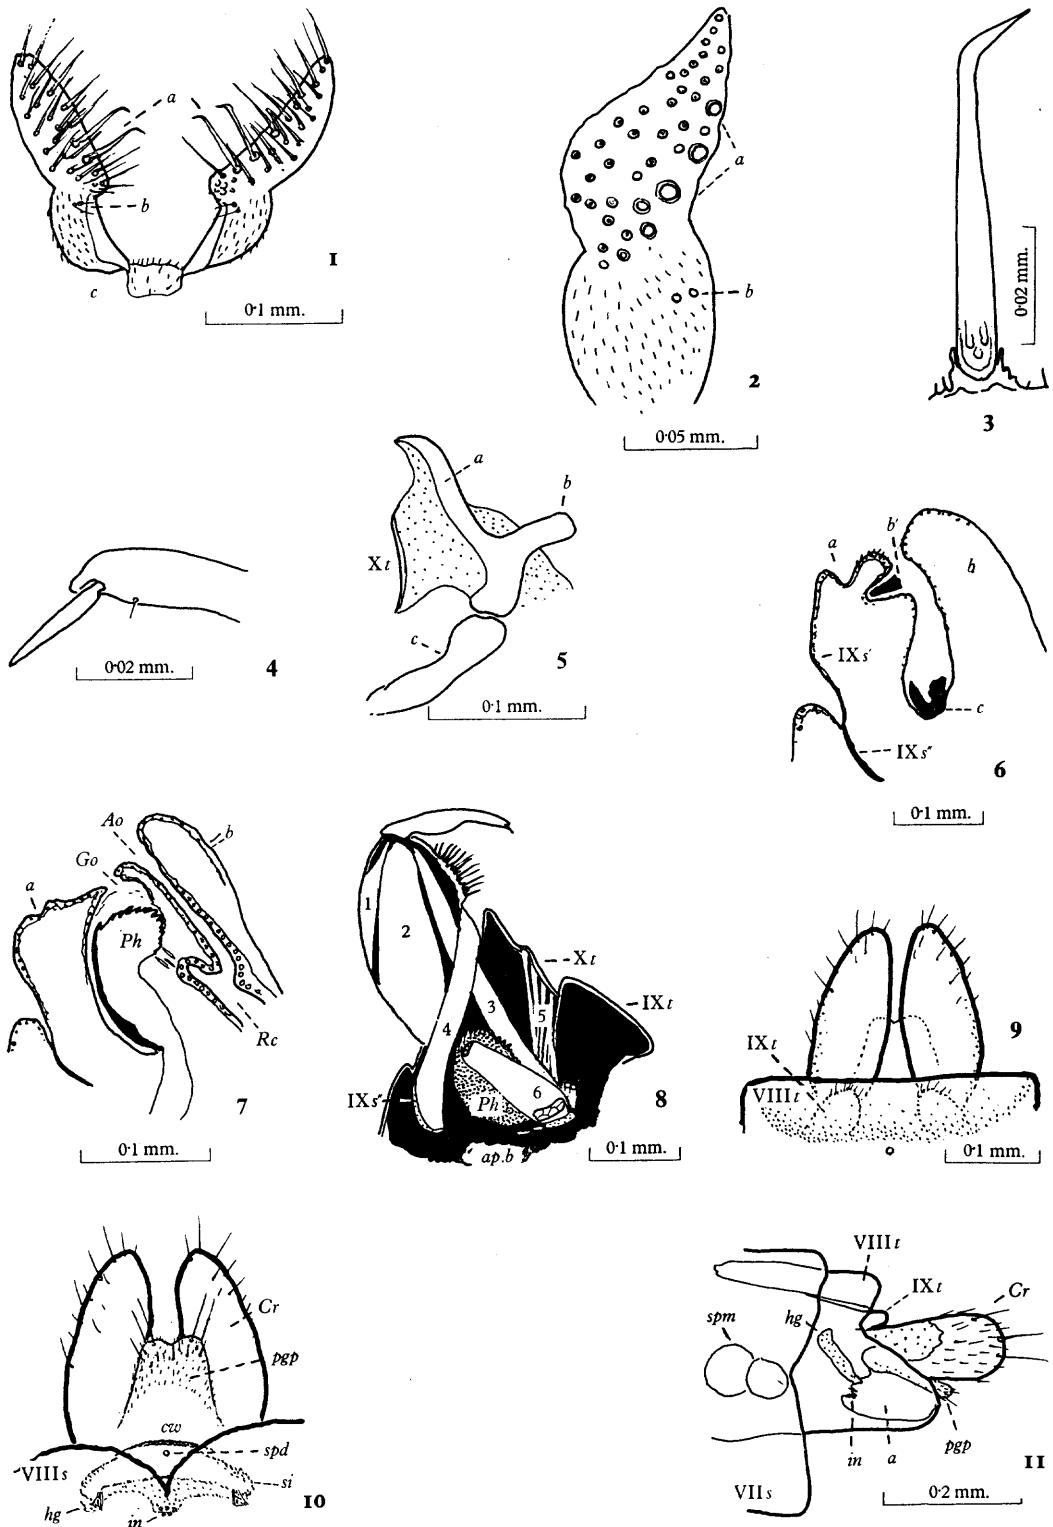 a
b
c
1
0·1 mm.
a
b
2
0·05 mm.
0·02 mm.
3
0·02 mm.
4
a
b
Xt
c
5
0·1 mm.
a
b'
h
IXs'
c
IXs"
6
0·1 mm.
Ao
b
Go
a
Ph
Rc
7
0·1 mm.
1
2
Xt
3
IXt
5
4
6
IXs"
Ph
8
ap.b
0·1 mm.
9
IXt
VIIIt
0·1 mm.
Cr
pgp
cw
spd
VIIIs
si
hg
in
10
VIIIt
IXt
Cr
spm
hg
in
a
pgp
11
VIIs
0·2 mm.